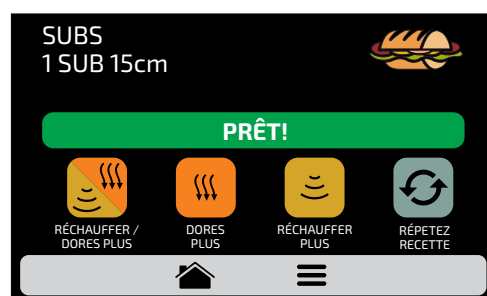 SUBS
1 SUB 15cm
PRÊT!
RÉCHAUFFER /
DORES PLUS
DORES
PLUS
RÉCHAUFFER
PLUS
RÉPETEZ
RECETTE